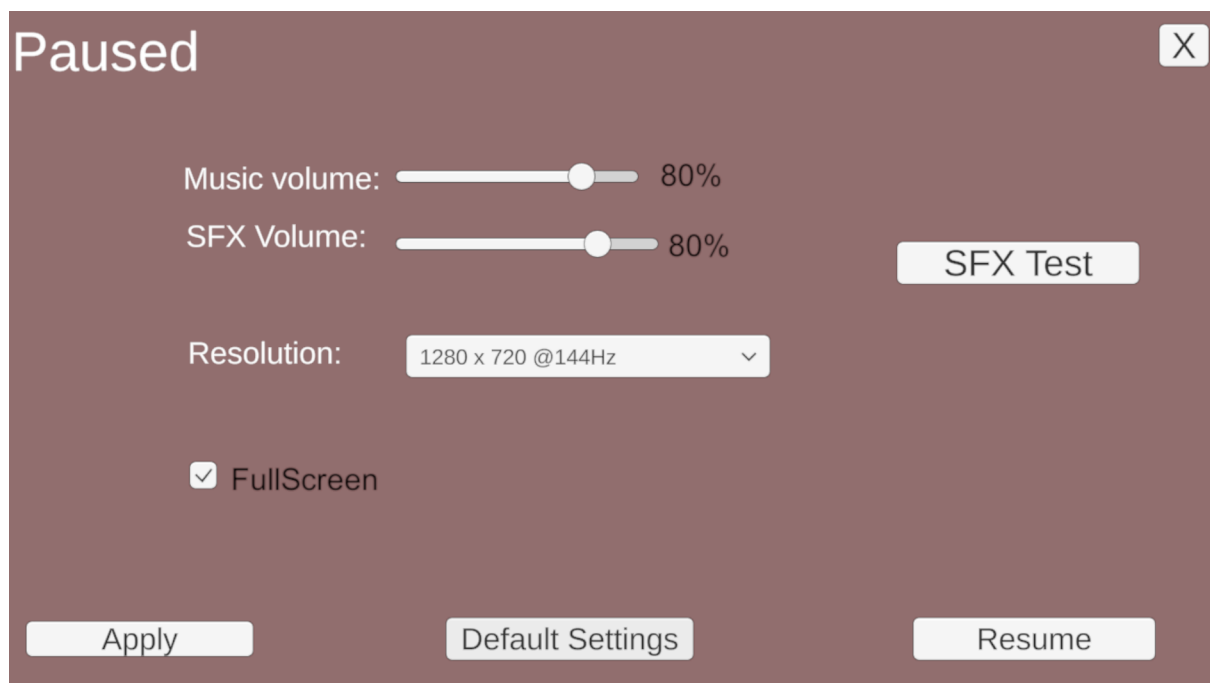 Paused
X
Music volume: 80%
SFX Volume: 80%
SFX Test
Resolution: 1280 x 720 @144Hz
FullScreen
Apply
Default Settings
Resume